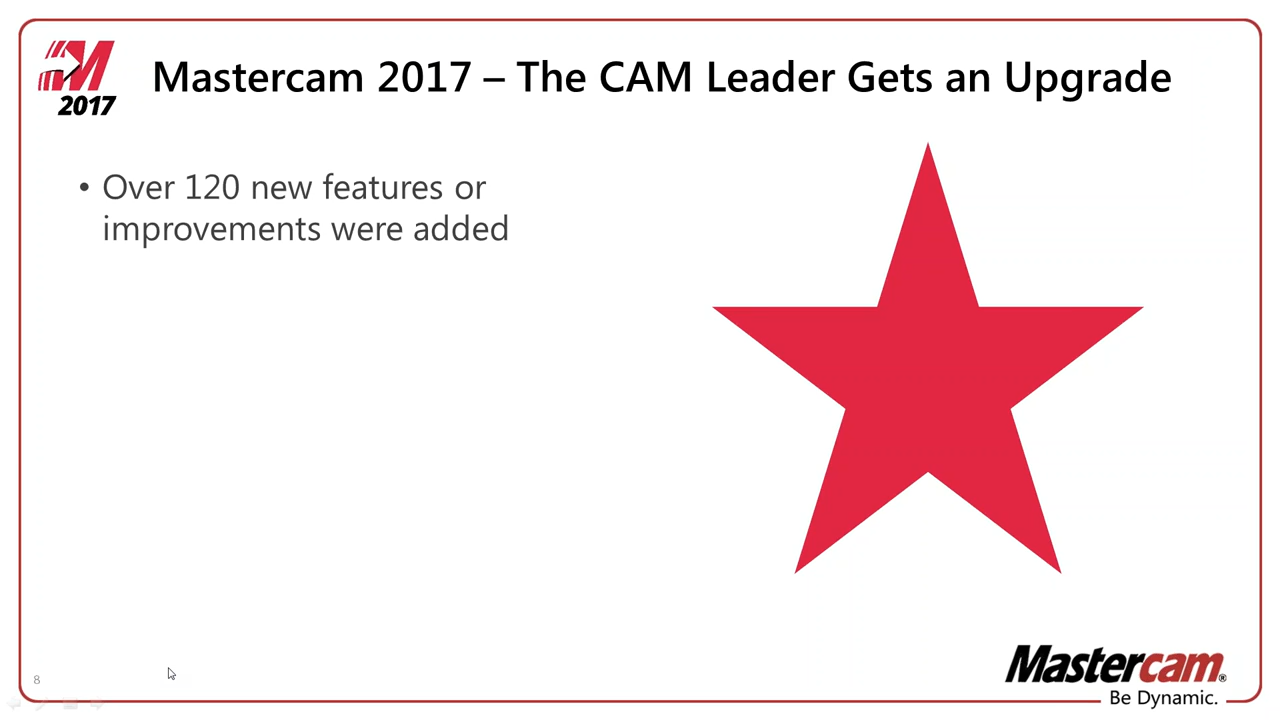 2017
Mastercam 2017 – The CAM Leader Gets an Upgrade
• Over 120 new features or
improvements were added
8
Mastercam®
Be Dynamic.